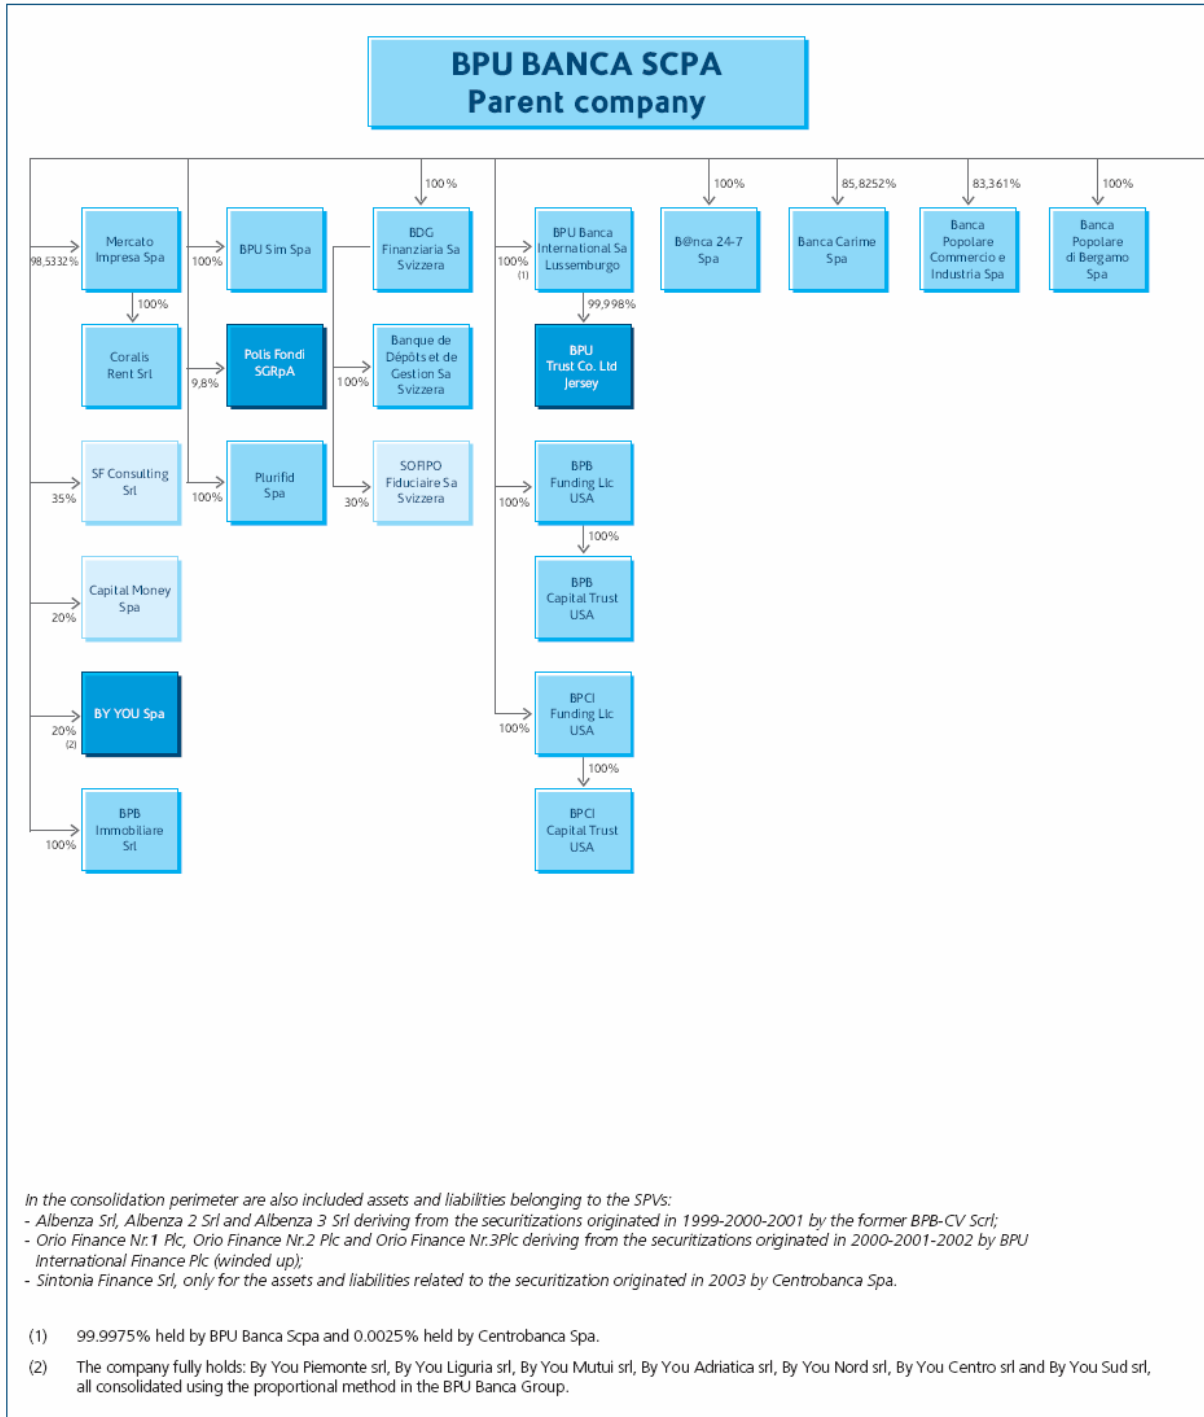 BPU BANCA SCPA
Parent company
100%
100%
85,8252%
83,361%
100%
Mercato
Impresa Spa
98,5332%
BPU Sim Spa
100%
BDG
Finanziaria Sa
Svizzera
BPU Banca
International Sa
Lussemburgo
100%
(1)
B@nca 24-7
Spa
Banca Carime
Spa
Banca
Popolare
Commercio e
Industria Spa
Banca
Popolare
di Bergamo
Spa
100%
99,998%
Coralis
Rent Srl
Polis Fondi
SGRpA
9,8%
Banque de
Dépôts et de
Gestion Sa
Svizzera
100%
BPU
Trust Co. Ltd
Jersey
SF Consulting
Srl
35%
Plurifid
Spa
100%
SOFIPO
Fiduciaire Sa
Svizzera
30%
BPB
Funding Llc
USA
100%
100%
Capital Money
Spa
20%
BPB
Capital Trust
USA
BY YOU Spa
20%
(2)
BPCI
Funding Llc
USA
100%
100%
BPB
Immobiliare
Srl
100%
BPCI
Capital Trust
USA
In the consolidation perimeter are also included assets and liabilities belonging to the SPVs:
- Albenza Srl, Albenza 2 Srl and Albenza 3 Srl deriving from the securitizations originated in 1999-2000-2001 by the former BPB-CV Scrl;
- Orio Finance Nr.1 Plc, Orio Finance Nr.2 Plc and Orio Finance Nr.3Plc deriving from the securitizations originated in 2000-2001-2002 by BPU
International Finance Plc (winded up);
- Sintonia Finance Srl, only for the assets and liabilities related to the securitization originated in 2003 by Centrobanca Spa.
(1) 99.9975% held by BPU Banca Scpa and 0.0025% held by Centrobanca Spa.
(2) The company fully holds: By You Piemonte srl, By You Liguria srl, By You Mutui srl, By You Adriatica srl, By You Nord srl, By You Centro srl and By You Sud srl,
all consolidated using the proportional method in the BPU Banca Group.